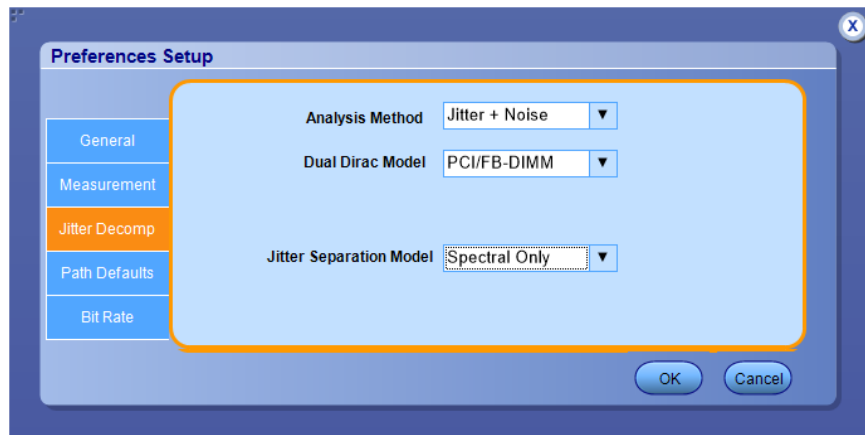 X
Preferences Setup
General
Measurement
Jitter Decomp
Path Defaults
Bit Rate
Analysis Method Jitter + Noise
Dual Dirac Model PCI/FB-DIMM
Jitter Separation Model Spectral Only
OK Cancel